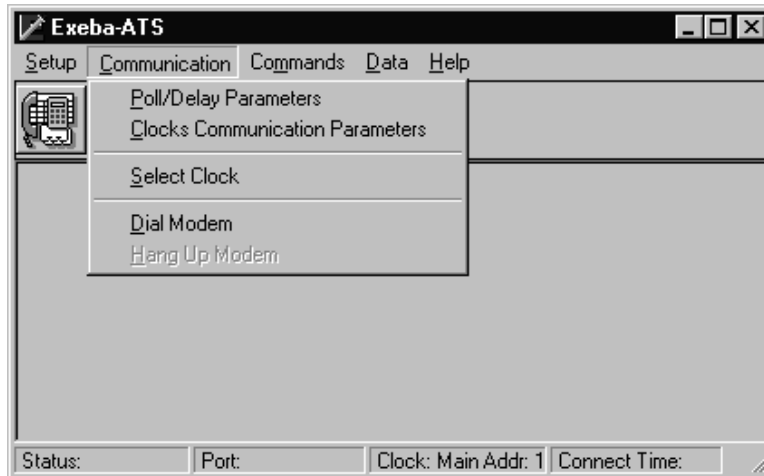 Exeba-ATS
Setup Communication Commands Data Help
Poll/Delay Parameters
Clocks Communication Parameters
Select Clock
Dial Modem
Hang Up Modem
Status: Port: Clock: Main Addr: 1 Connect Time: